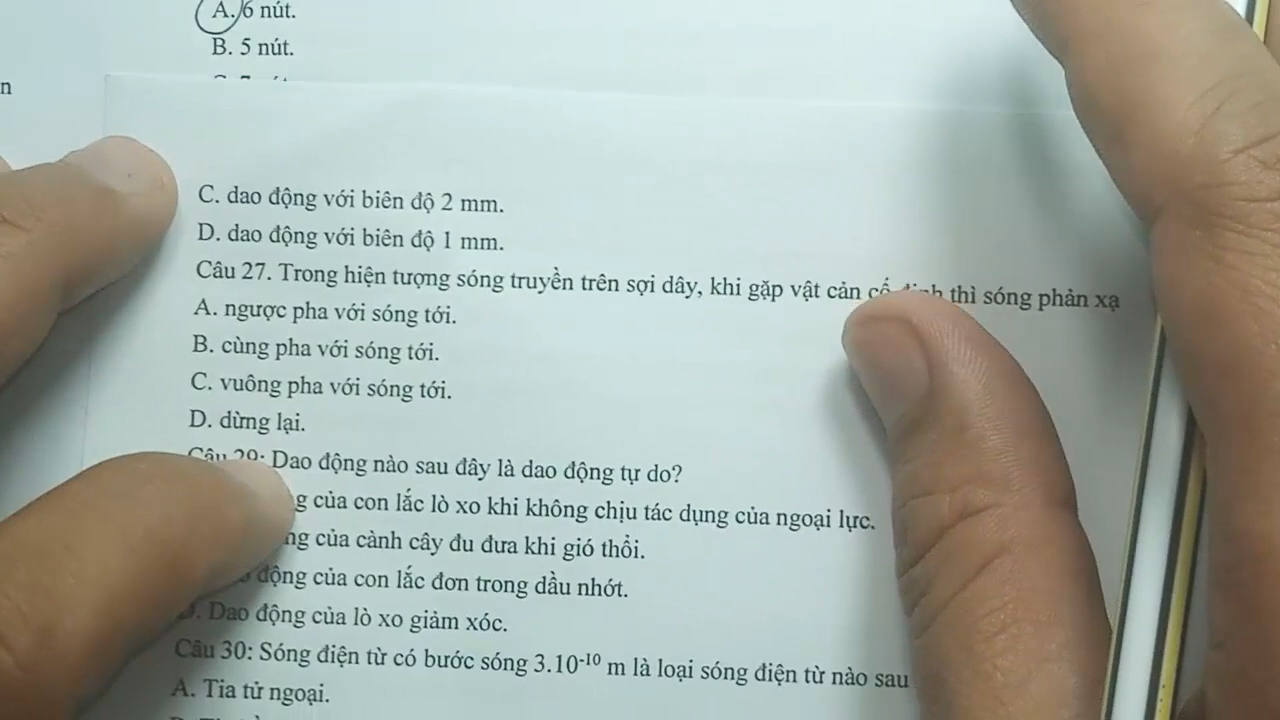 A. 6 nút.
B. 5 nút.
n
C. dao động với biên độ 2 mm.
D. dao động với biên độ 1 mm.
Câu 27. Trong hiện tượng sóng truyền trên sợi dây, khi gặp vật cản cố định thì sóng phản xạ
A. ngược pha với sóng tới.
B. cùng pha với sóng tới.
C. vuông pha với sóng tới.
D. dừng lại.
Câu 29: Dao động nào sau đây là dao động tự do?
của con lắc lò xo khi không chịu tác dụng của ngoại lực.
của cành cây đu đưa khi gió thổi.
động của con lắc đơn trong dầu nhớt.
D. Dao động của lò xo giảm xóc.
Câu 30: Sóng điện từ có bước sóng 3.10⁻¹⁰ m là loại sóng điện từ nào sau
A. Tia tử ngoại.